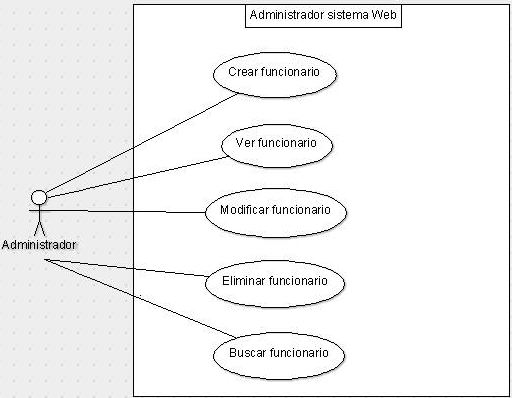 Administrador sistema Web
Crear funcionario
Ver funcionario
Modificar funcionario
Administrador
Eliminar funcionario
Buscar funcionario